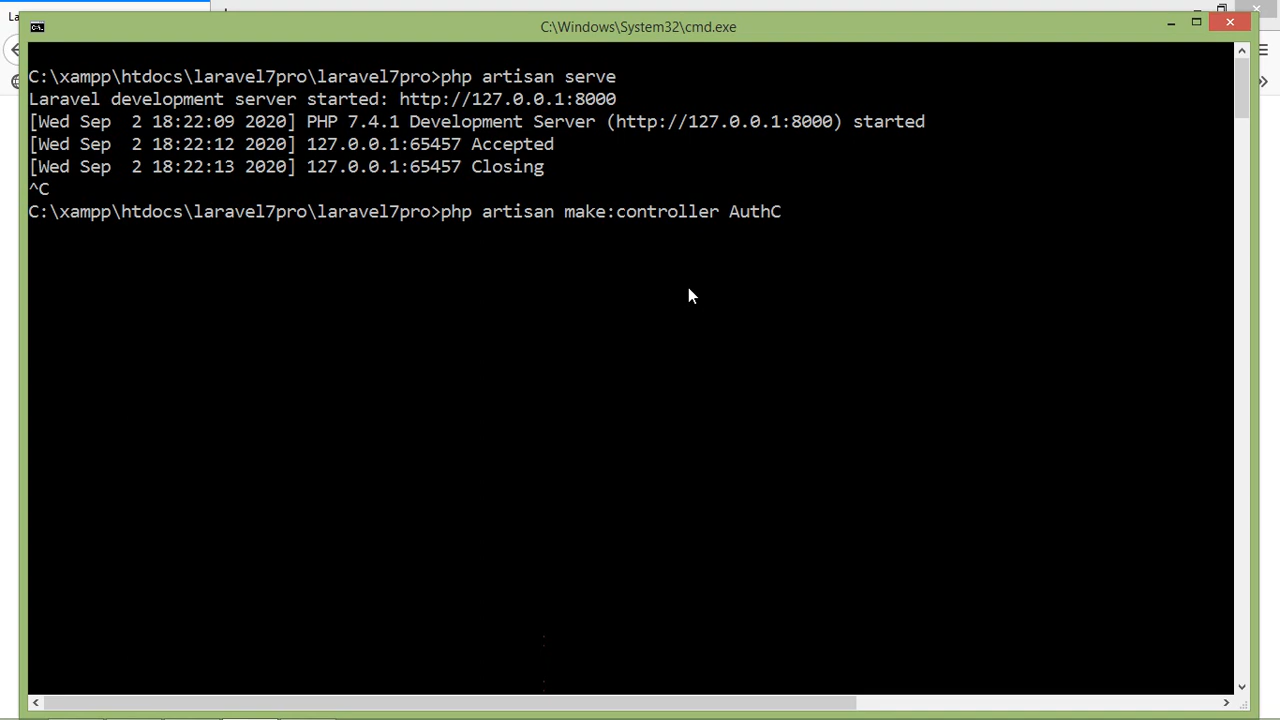 La
C:\Windows\System32\cmd.exe
C:\xampp\htdocs\laravel7pro\laravel7pro>php artisan serve
Laravel development server started: http://127.0.0.1:8000
[Wed Sep  2 18:22:09 2020] PHP 7.4.1 Development Server (http://127.0.0.1:8000) started
[Wed Sep  2 18:22:12 2020] 127.0.0.1:65457 Accepted
[Wed Sep  2 18:22:13 2020] 127.0.0.1:65457 Closing
^C
C:\xampp\htdocs\laravel7pro\laravel7pro>php artisan make:controller AuthC